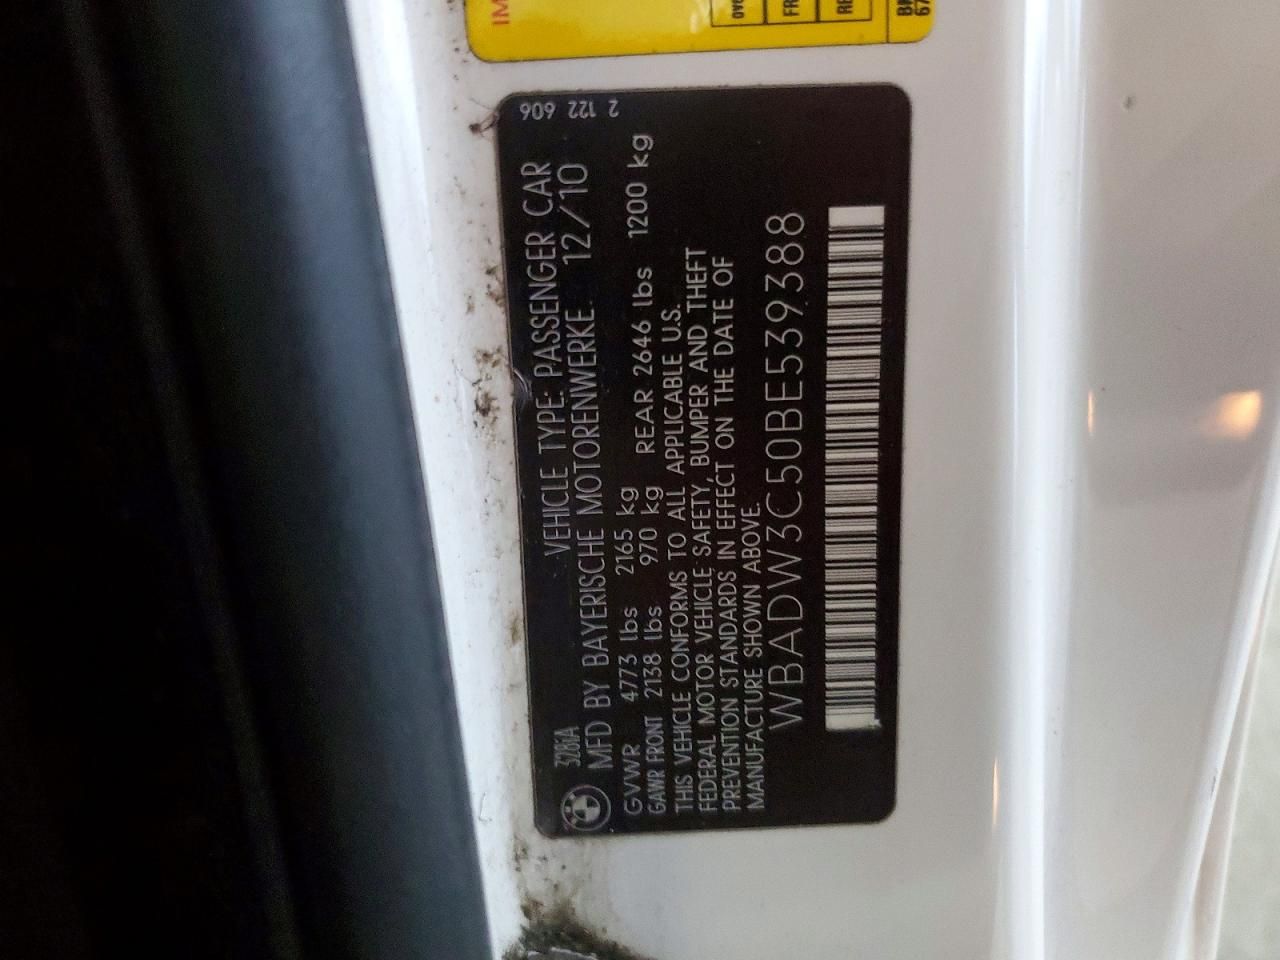 2 122 606
328iA VEHICLE TYPE: PASSENGER CAR
MFD BY BAYERISCHE MOTORENWERKE. 12/10
GVWR 4773 lbs 2165 kg
GAWR FRONT 2138 lbs 970 kg REAR 2646 lbs 1200 kg
THIS VEHICLE CONFORMS TO ALL APPLICABLE U.S.
FEDERAL MOTOR VEHICLE SAFETY, BUMPER AND THEFT
PREVENTION STANDARDS IN EFFECT ON THE DATE OF
MANUFACTURE SHOWN ABOVE.
WBADW3C50BE539388